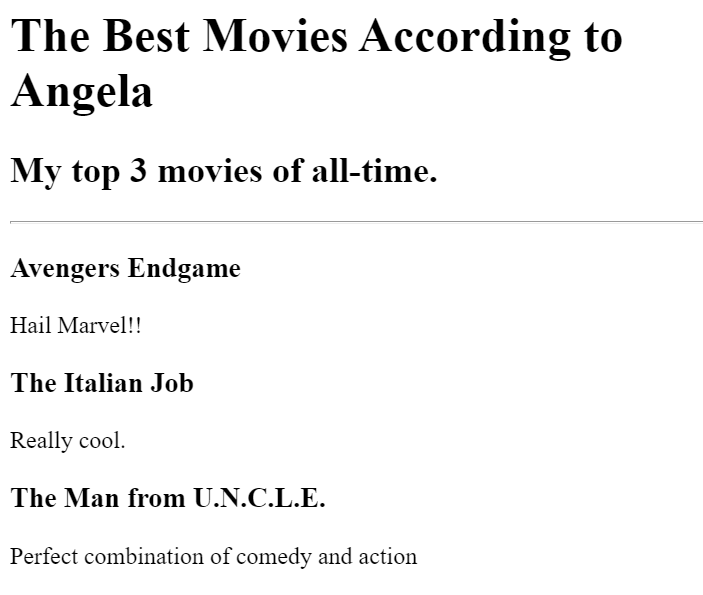 The Best Movies According to
Angela
My top 3 movies of all-time.
Avengers Endgame
Hail Marvel!!
The Italian Job
Really cool.
The Man from U.N.C.L.E.
Perfect combination of comedy and action